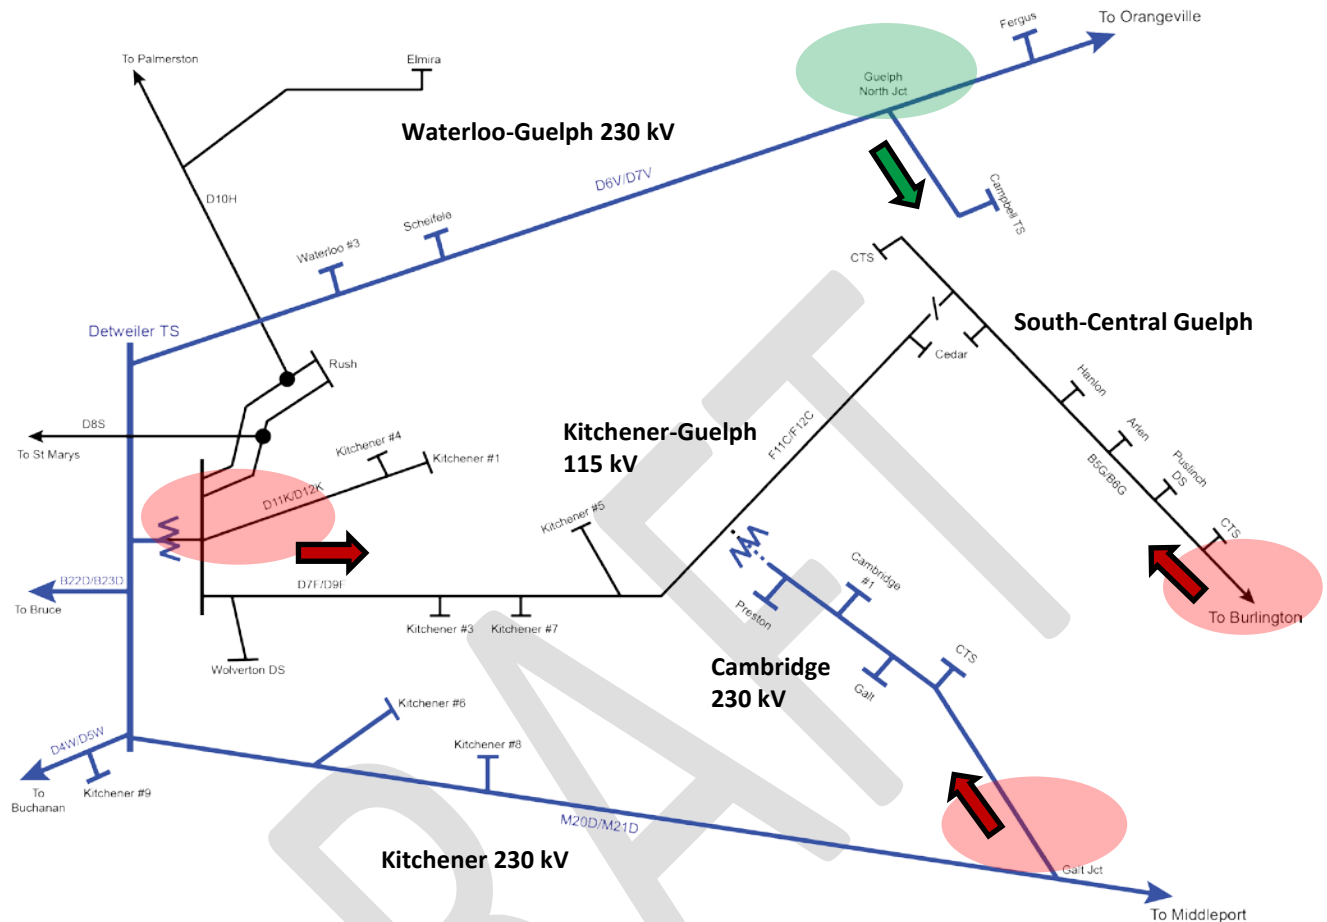 To Orangeville
Fergus
To Palmerston
Elmira
Guelph
North Jct
Waterloo-Guelph 230 kV
D6V/D7V
Campbell TS
D10H
Scheifele
Waterloo #3
CTS
South-Central Guelph
Detweiler TS
Rush
Cedar
Hanlon
D8S
To St Marys
Kitchener #4
Kitchener #1
Kitchener-Guelph
115 kV
F11C/F12C
Arlen
B5G/B6G
Puslinch
DS
D11K/D12K
Kitchener #5
CTS
B22D/B23D
To Bruce
D7F/D9F
Cambridge
#1
Preston
To Burlington
Kitchener #3
Kitchener #7
Wolverton DS
Cambridge
230 kV
Galt
CTS
Kitchener #6
D4W/D5W
Kitchener #8
To
Buchanan
Kitchener #9
M20D/M21D
Kitchener 230 kV
Galt Jct
To Middleport
DRAFT